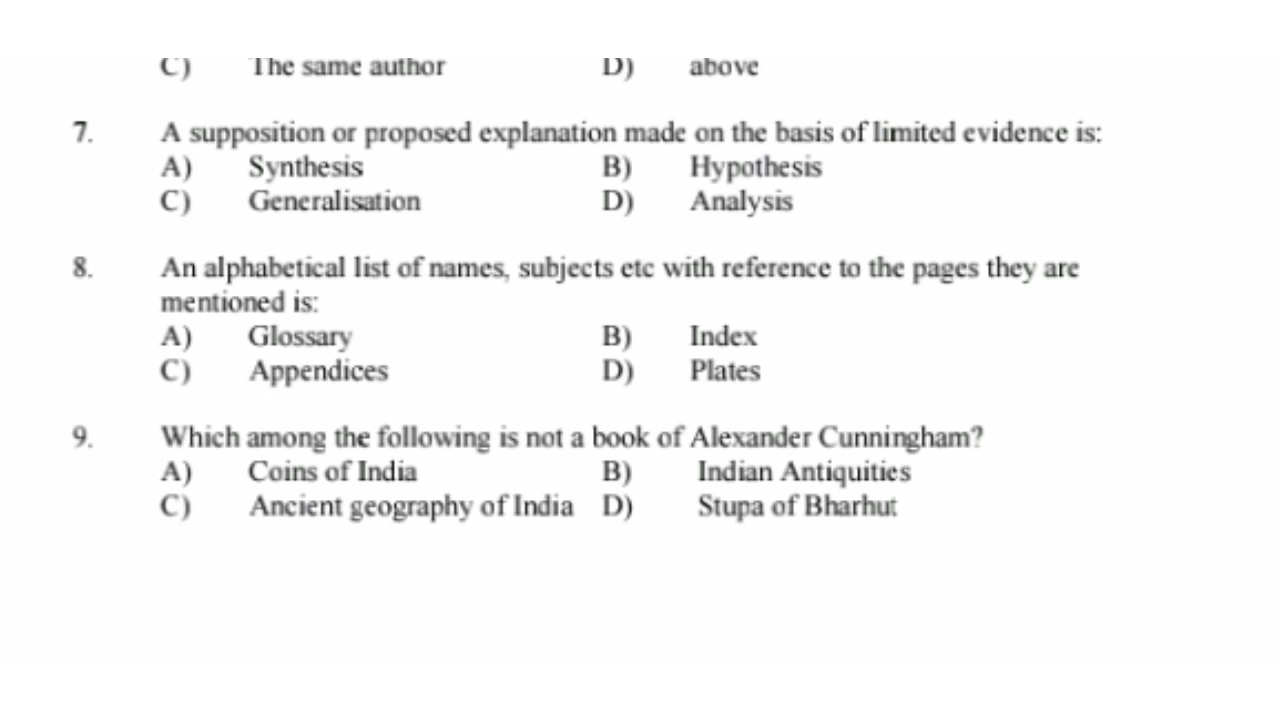 C) The same author D) above
7. A supposition or proposed explanation made on the basis of limited evidence is:
A) Synthesis B) Hypothesis
C) Generalisation D) Analysis
8. An alphabetical list of names, subjects etc with reference to the pages they are
mentioned is:
A) Glossary B) Index
C) Appendices D) Plates
9. Which among the following is not a book of Alexander Cunningham?
A) Coins of India B) Indian Antiquities
C) Ancient geography of India D) Stupa of Bharhut